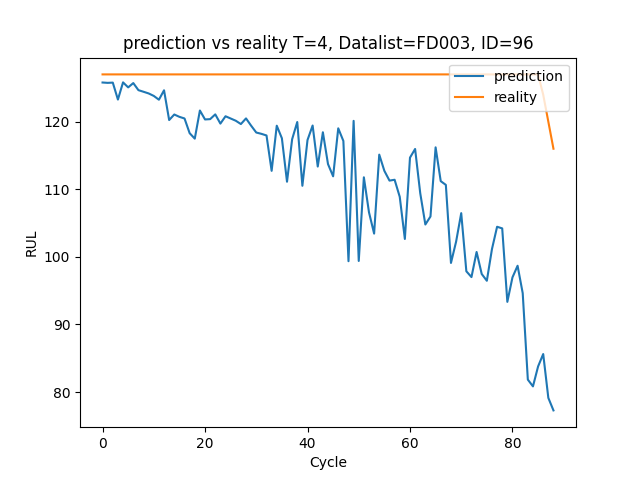 prediction vs reality T=4, Datalist=FD003, ID=96
prediction
reality
120
110
100
90
80
RUL
0 20 40 60 80
Cycle